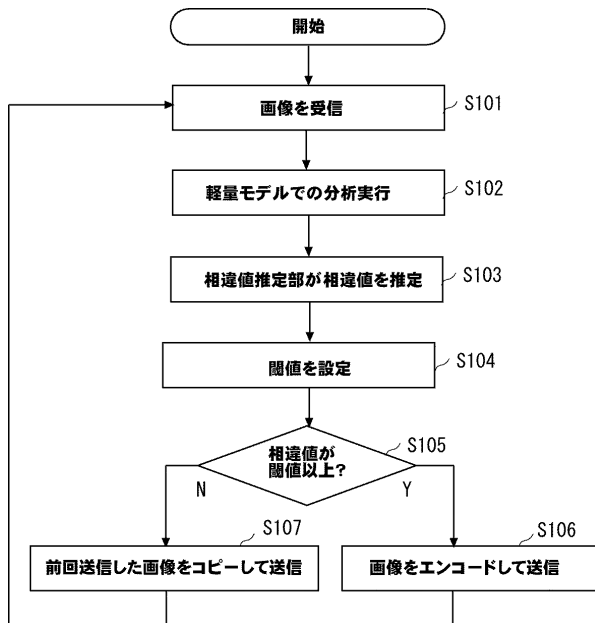 開始
画像を受信
S101
軽量モデルでの分析実行
S102
相違値推定部が相違値を推定
S103
閾値を設定
S104
相違値が
閾値以上?
S105
N
Y
S107
前回送信した画像をコピーして送信
S106
画像をエンコードして送信